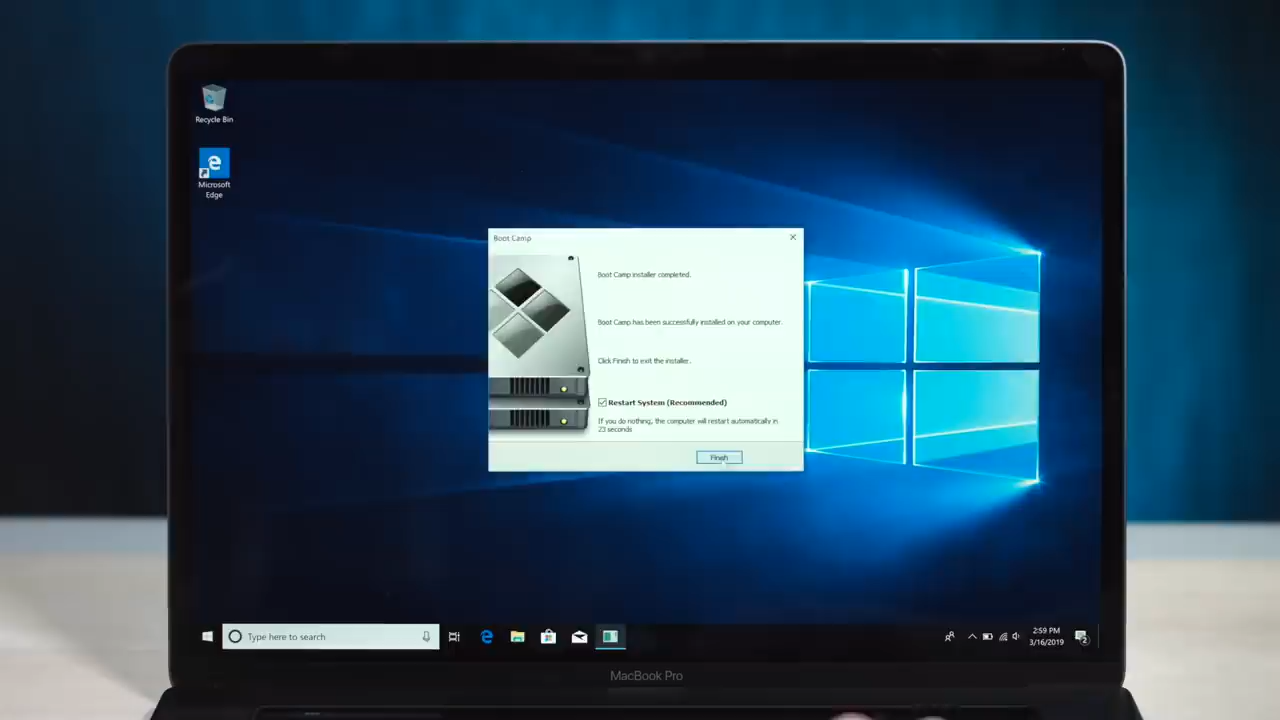 Recycle Bin
Microsoft
Edge
Boot Camp
Boot Camp installer completed.
Boot Camp has been successfully installed on your computer.
Click Finish to exit the installer.
Restart System (Recommended)
If you do nothing, the computer will restart automatically in
23 seconds
Finish
Type here to search
2:59 PM
3/16/2019
2
MacBook Pro